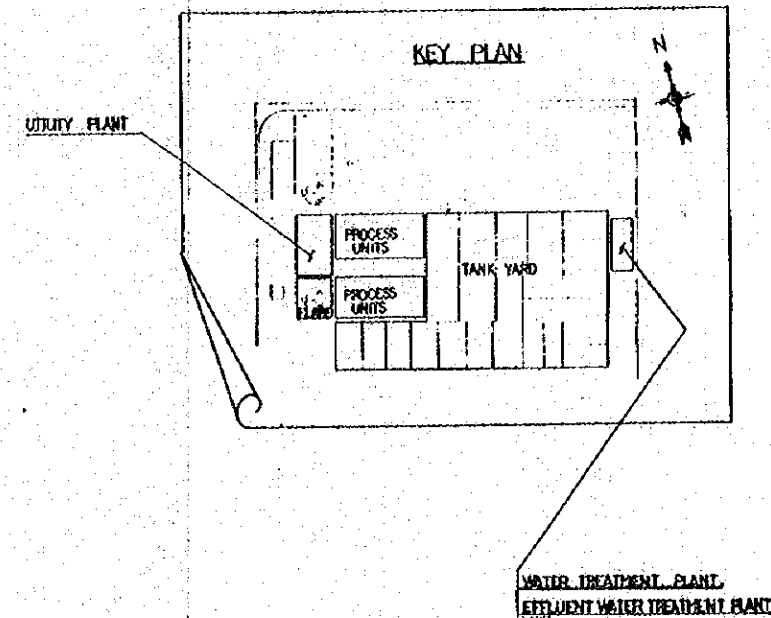 KEY PLAN
N
UTILITY PLANT
PROCESS
UNITS
TANK YARD
PROCESS
UNITS
WATER TREATMENT PLANT,
EFFLUENT WATER TREATMENT PLANT